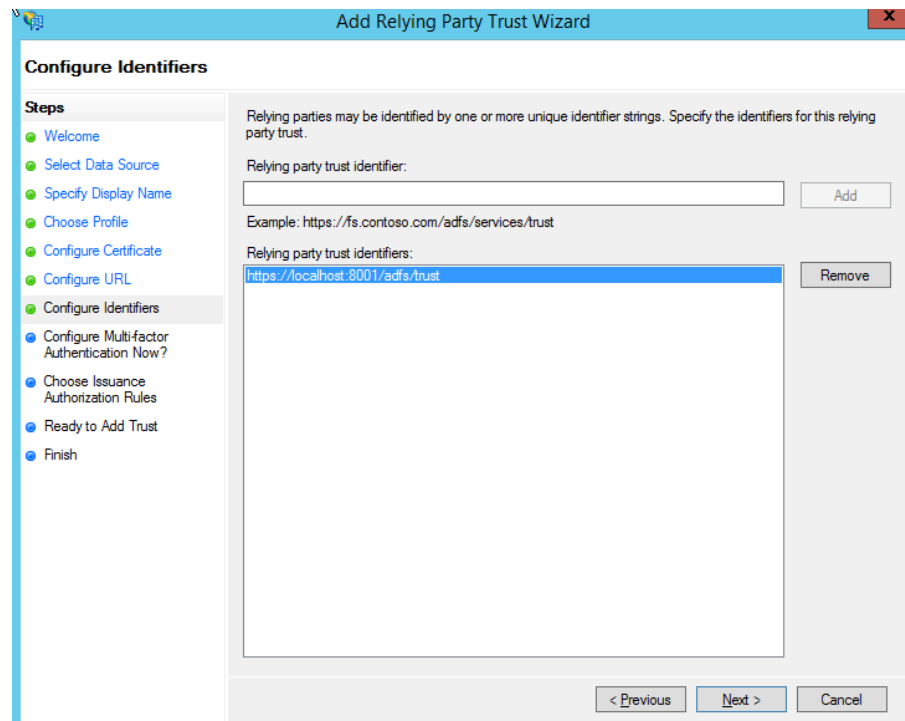 Add Relying Party Trust Wizard
x
Configure Identifiers
Steps
Welcome
Select Data Source
Specify Display Name
Choose Profile
Configure Certificate
Configure URL
Configure Identifiers
Configure Multi-factor
Authentication Now?
Choose Issuance
Authorization Rules
Ready to Add Trust
Finish
Relying parties may be identified by one or more unique identifier strings. Specify the identifiers for this relying
party trust.
Relying party trust identifier:
Add
Example: https://fs.contoso.com/adfs/services/trust
Relying party trust identifiers:
https://localhost:8001/adfs/trust
Remove
< Previous
Next >
Cancel